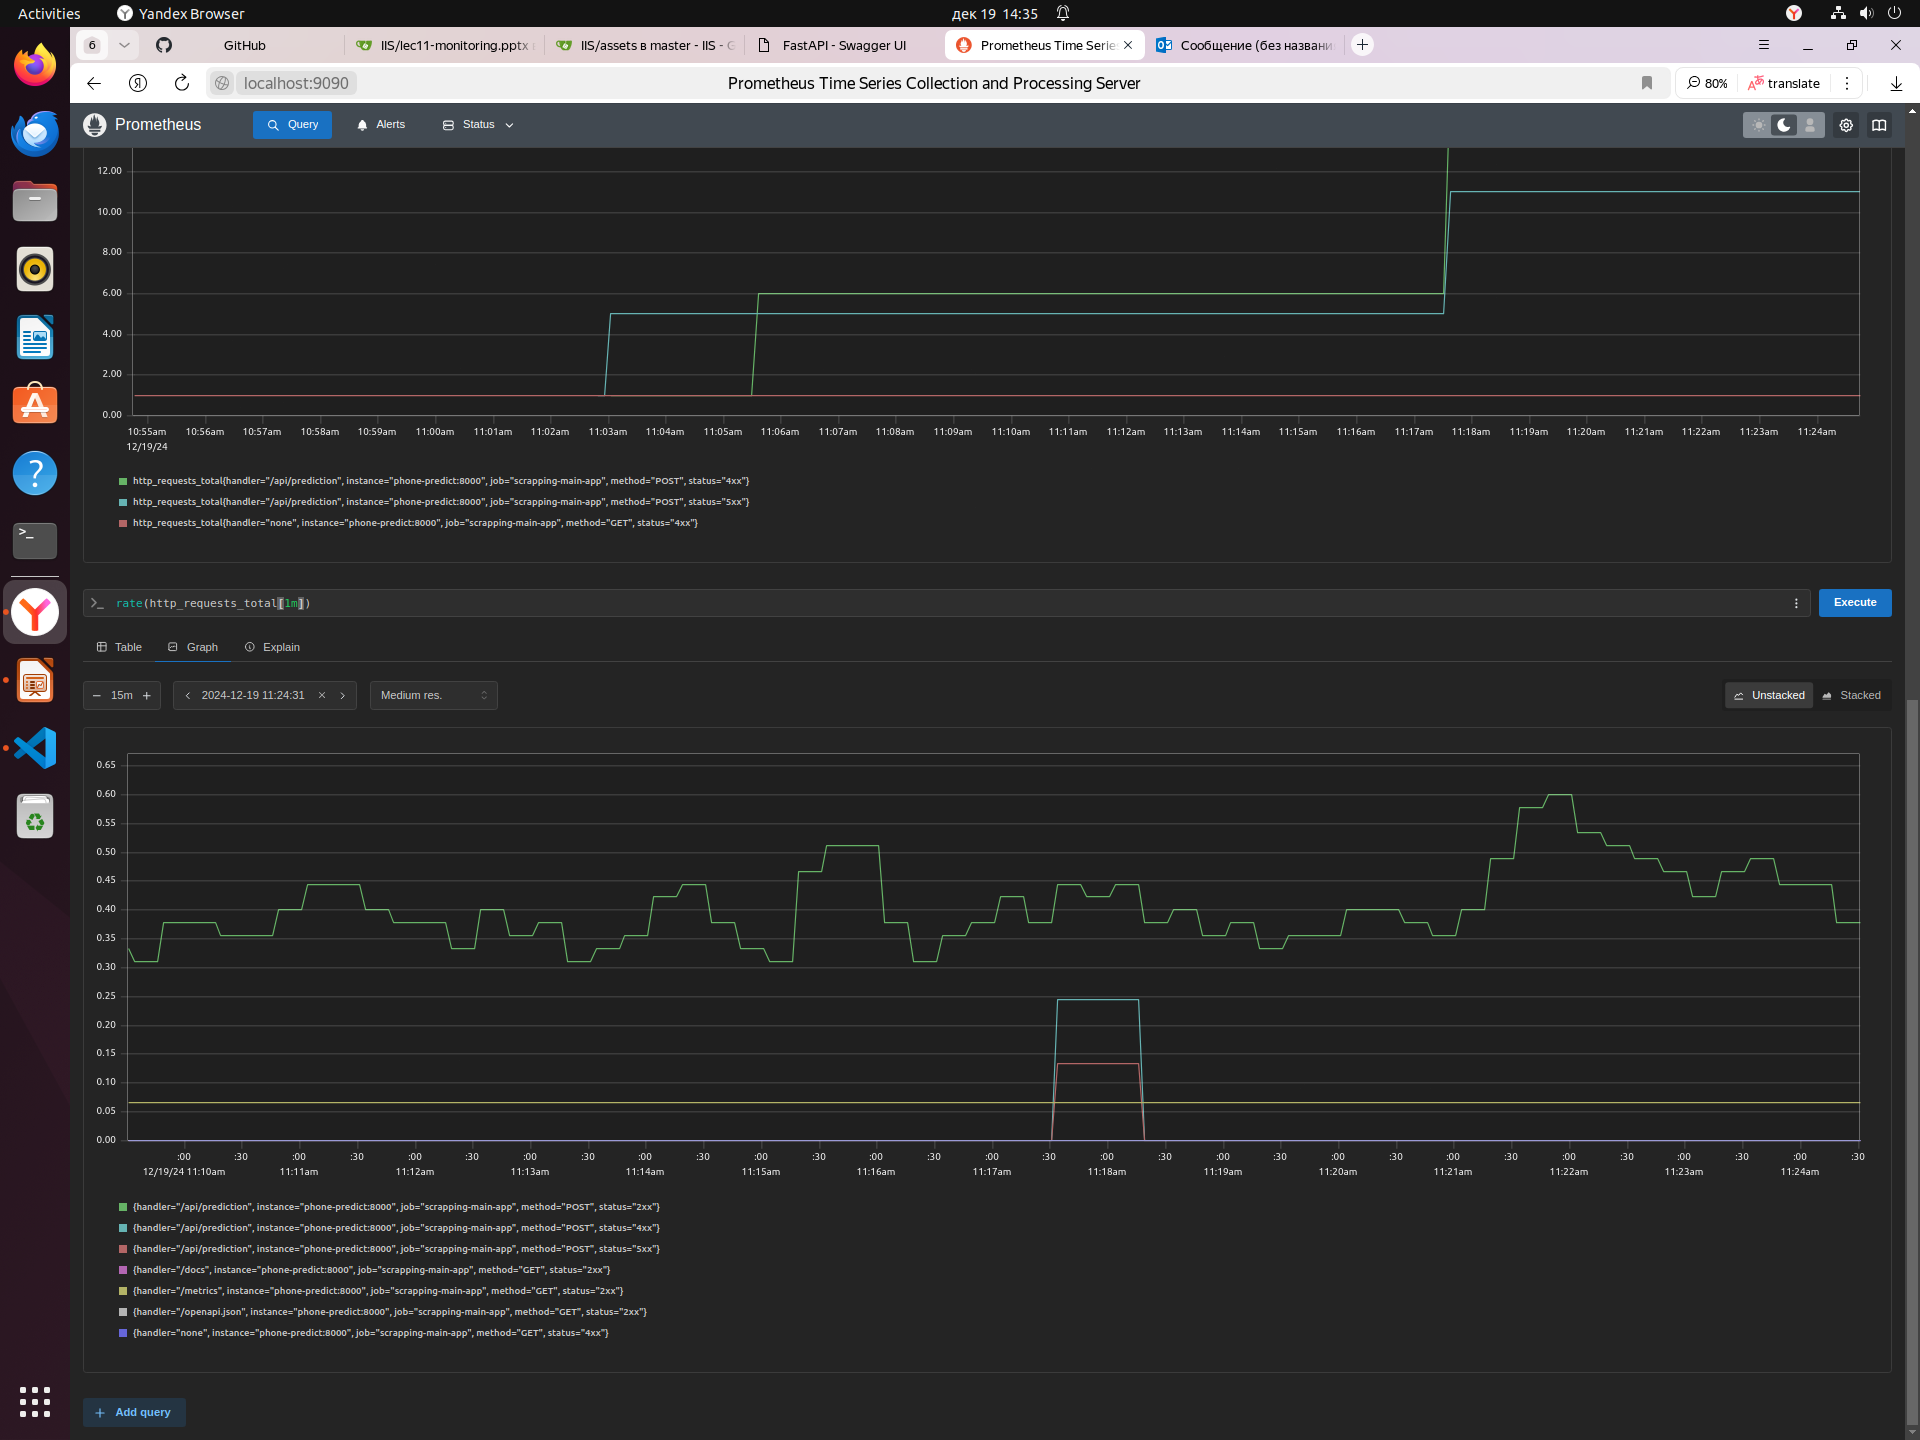 Activities
Yandex Browser
дек 19 14:35
6
GitHub
IIS/lec11-monitoring.pptx
IIS/assets в master - IIS - G
FastAPI - Swagger UI
Prometheus Time Serie
Сообщение (без названи
localhost:9090
Prometheus Time Series Collection and Processing Server
80%
translate
Prometheus
Query
Alerts
Status
12.00
10.00
8.00
6.00
4.00
2.00
0.00
10:55am 10:56am 10:57am 10:58am 10:59am 11:00am 11:01am 11:02am 11:03am 11:04am 11:05am 11:06am 11:07am 11:08am 11:09am 11:10am 11:11am 11:12am 11:13am 11:14am 11:15am 11:16am 11:17am 11:18am 11:19am 11:20am 11:21am 11:22am 11:23am 11:24am
12/19/24
http_requests_total{handler="/api/prediction", instance="phone-predict:8000", job="scrapping-main-app", method="POST", status="4xx"}
http_requests_total{handler="/api/prediction", instance="phone-predict:8000", job="scrapping-main-app", method="POST", status="5xx"}
http_requests_total{handler="none", instance="phone-predict:8000", job="scrapping-main-app", method="GET", status="4xx"}
>_ rate(http_requests_total[1m])
Execute
Table
Graph
Explain
− 15m +
2024-12-19 11:24:31
Medium res.
Unstacked
Stacked
0.65
0.60
0.55
0.50
0.45
0.40
0.35
0.30
0.25
0.20
0.15
0.10
0.05
0.00
:00 :30 :00 :30 :00 :30 :00 :30 :00 :30 :00 :30 :00 :30 :00 :30 :00 :30 :00 :30 :00 :30 :00 :30 :00 :30 :00 :30 :00 :30
12/19/24 11:10am 11:11am 11:12am 11:13am 11:14am 11:15am 11:16am 11:17am 11:18am 11:19am 11:20am 11:21am 11:22am 11:23am 11:24am
{handler="/api/prediction", instance="phone-predict:8000", job="scrapping-main-app", method="POST", status="2xx"}
{handler="/api/prediction", instance="phone-predict:8000", job="scrapping-main-app", method="POST", status="4xx"}
{handler="/api/prediction", instance="phone-predict:8000", job="scrapping-main-app", method="POST", status="5xx"}
{handler="/docs", instance="phone-predict:8000", job="scrapping-main-app", method="GET", status="2xx"}
{handler="/metrics", instance="phone-predict:8000", job="scrapping-main-app", method="GET", status="2xx"}
{handler="/openapi.json", instance="phone-predict:8000", job="scrapping-main-app", method="GET", status="2xx"}
{handler="none", instance="phone-predict:8000", job="scrapping-main-app", method="GET", status="4xx"}
+ Add query